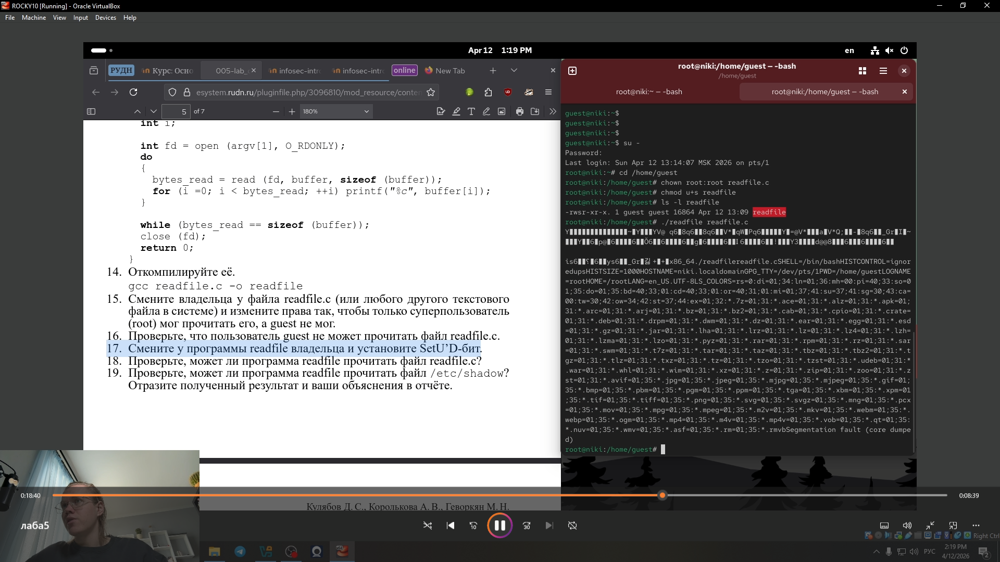 ROCKY10 [Running] - Oracle VirtualBox
File Machine View Input Devices Help
Apr 12 1:19 PM
en
РУДН
Курс: Осно
005-lab_
infosec-intr
infosec-intr
online
New Tab
esystem.rudn.ru/pluginfile.php/3096810/mod_resource/conten
5 of 7
180%
int i;
int fd = open (argv[1], O_RDONLY);
do
{
bytes_read = read (fd, buffer, sizeof (buffer));
for (i =0; i < bytes_read; ++i) printf("%c", buffer[i]);
}
while (bytes_read == sizeof (buffer));
close (fd);
return 0;
}
14. Откомпилируйте её.
gcc readfile.c -o readfile
15. Смените владельца у файла readfile.c (или любого другого текстового
файла в системе) и измените права так, чтобы только суперпользователь
(root) мог прочитать его, a guest не мог.
16. Проверьте, что пользователь guest не может прочитать файл readfile.c.
17. Смените у программы readfile владельца и установите SetU’D-бит.
18. Проверьте, может ли программа readfile прочитать файл readfile.c?
19. Проверьте, может ли программа readfile прочитать файл /etc/shadow?
Отразите полученный результат и ваши объяснения в отчёте.
Кулябов Д. С., Королькова А. В., Геворкян М. Н.
root@niki:/home/guest — -bash
/home/guest
root@niki:~ — -bash
root@niki:/home/guest — -bash
guest@niki:~$
guest@niki:~$
guest@niki:~$
guest@niki:~$ su -
Password:
Last login: Sun Apr 12 13:14:07 MSK 2026 on pts/1
root@niki:~# cd /home/guest
root@niki:/home/guest# chown root:root readfile.c
root@niki:/home/guest# chmod u+s readfile
root@niki:/home/guest# ls -l readfile
-rwsr-xr-x. 1 guest guest 16864 Apr 12 13:09 readfile
root@niki:/home/guest# ./readfile readfile.c
x86_64./readfilereadfile.cSHELL=/bin/bashHISTCONTROL=ignor
edupsHISTSIZE=1000HOSTNAME=niki.localdomainGPG_TTY=/dev/pts/1PWD=/home/guestLOGNAME
=rootHOME=/rootLANG=en_US.UTF-8LS_COLORS=rs=0:di=01;34:ln=01;36:mh=00:pi=40;33:so=0
1;35:do=01;35:bd=40;33;01:cd=40;33;01:or=40;31;01:mi=01;37;41:su=37;41:sg=30;43:ca=
00:tw=30;42:ow=34;42:st=37;44:ex=01;32:*.7z=01;31:*.ace=01;31:*.alz=01;31:*.apk=01;
31:*.arc=01;31:*.arj=01;31:*.bz=01;31:*.bz2=01;31:*.cab=01;31:*.cpio=01;31:*.crate=
01;31:*.deb=01;31:*.drpm=01;31:*.dwm=01;31:*.dz=01;31:*.ear=01;31:*.egg=01;31:*.esd
=01;31:*.gz=01;31:*.jar=01;31:*.lha=01;31:*.lrz=01;31:*.lz=01;31:*.lz4=01;31:*.lzh=
01;31:*.lzma=01;31:*.lzo=01;31:*.pyz=01;31:*.rar=01;31:*.rpm=01;31:*.rz=01;31:*.sar
=01;31:*.swm=01;31:*.t7z=01;31:*.tar=01;31:*.taz=01;31:*.tbz=01;31:*.tbz2=01;31:*.t
gz=01;31:*.tlz=01;31:*.txz=01;31:*.tz=01;31:*.tzo=01;31:*.tzst=01;31:*.udeb=01;31:*
.war=01;31:*.whl=01;31:*.wim=01;31:*.xz=01;31:*.z=01;31:*.zip=01;31:*.zoo=01;31:*.z
st=01;31:*.avif=01;35:*.jpg=01;35:*.jpeg=01;35:*.mjpg=01;35:*.mjpeg=01;35:*.gif=01;
35:*.bmp=01;35:*.pbm=01;35:*.pgm=01;35:*.ppm=01;35:*.tga=01;35:*.xbm=01;35:*.xpm=01
;35:*.tif=01;35:*.tiff=01;35:*.png=01;35:*.svg=01;35:*.svgz=01;35:*.mng=01;35:*.pcx
=01;35:*.mov=01;35:*.mpg=01;35:*.mpeg=01;35:*.m2v=01;35:*.mkv=01;35:*.webm=01;35:*.
webp=01;35:*.ogm=01;35:*.mp4=01;35:*.m4v=01;35:*.mp4v=01;35:*.vob=01;35:*.qt=01;35:
*.nuv=01;35:*.wmv=01;35:*.asf=01;35:*.rm=01;35:*.rmvbSegmentation fault (core dumpe
d)
root@niki:/home/guest#
0:18:40
0:08:39
лаба5
10
30
Right Ctrl
РУС
2:19 PM
4/12/2026
2